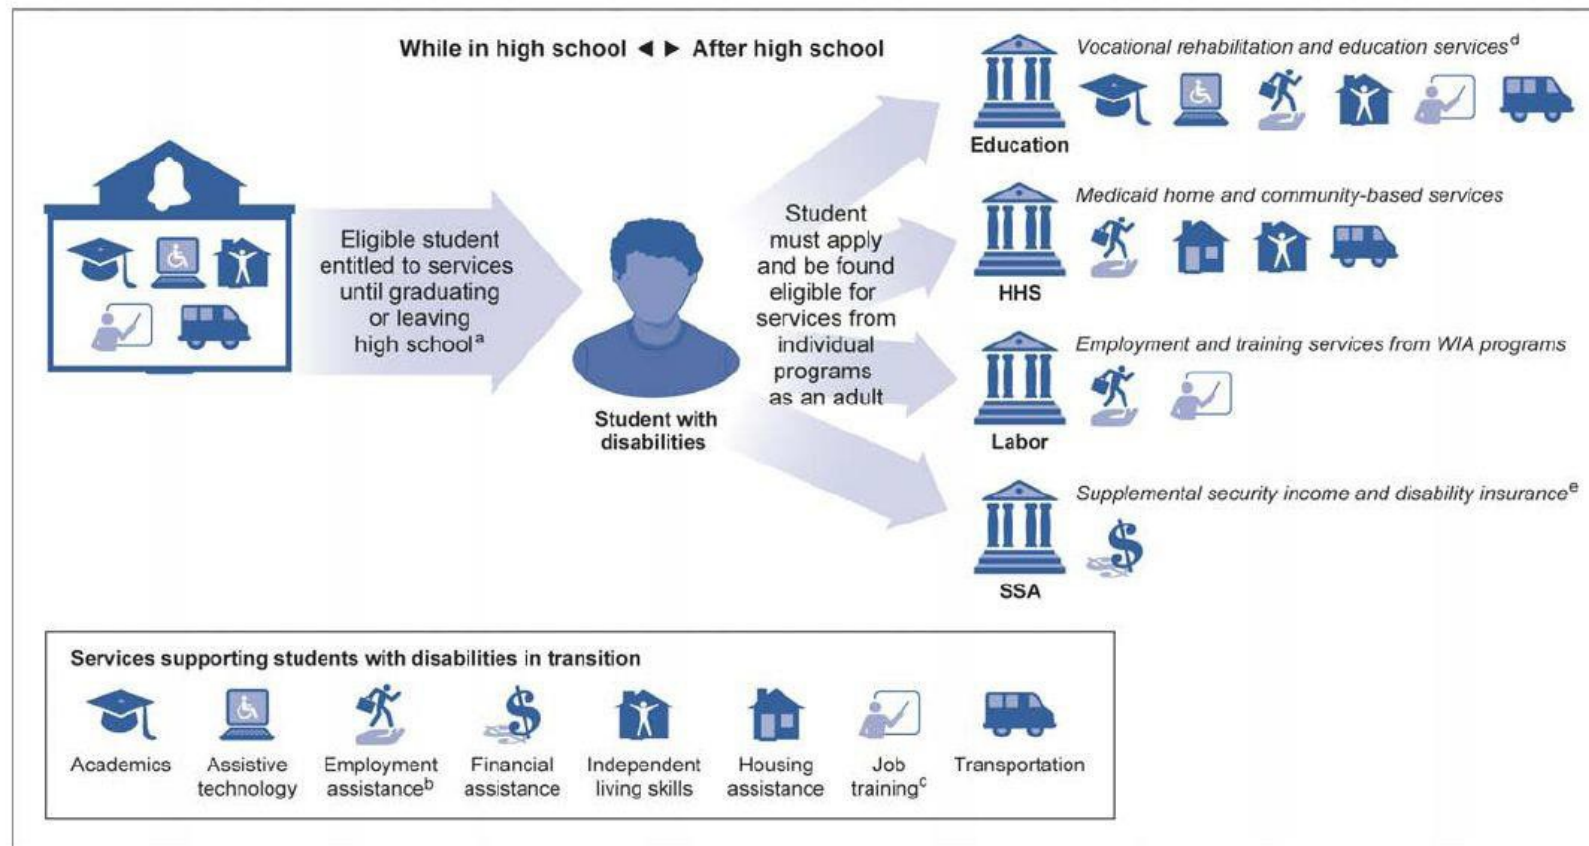 While in high school ◄ ► After high school
Eligible student
entitled to services
until graduating
or leaving
high school a
Student with
disabilities
Student
must apply
and be found
eligible for
services from
individual
programs
as an adult
Vocational rehabilitation and education services d
Education
Medicaid home and community-based services
HHS
Employment and training services from WIA programs
Labor
Supplemental security income and disability insurance e
SSA
Services supporting students with disabilities in transition
Academics
Assistive
technology
Employment
assistance b
Financial
assistance
Independent
living skills
Housing
assistance
Job
training c
Transportation